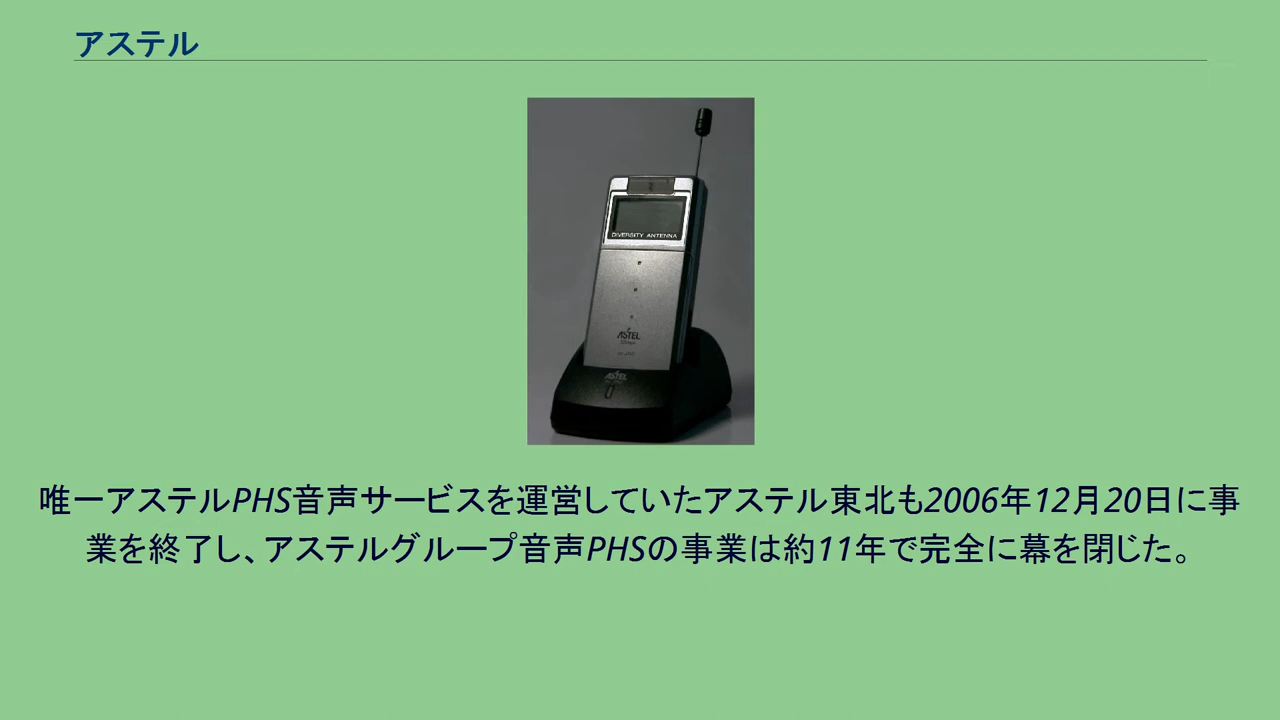 アステル
DIVERSITY ANTENNA
ASTEL
ASTEL
唯一アステルPHS音声サービスを運営していたアステル東北も2006年12月20日に事
業を終了し、アステルグループ音声PHSの事業は約11年で完全に幕を閉じた。